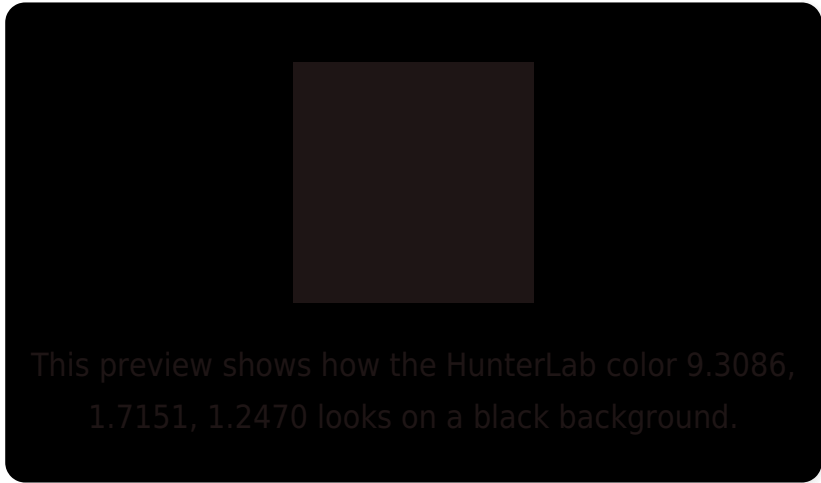 This preview shows how the HunterLab color 9.3086,
1.7151, 1.2470 looks on a black background.